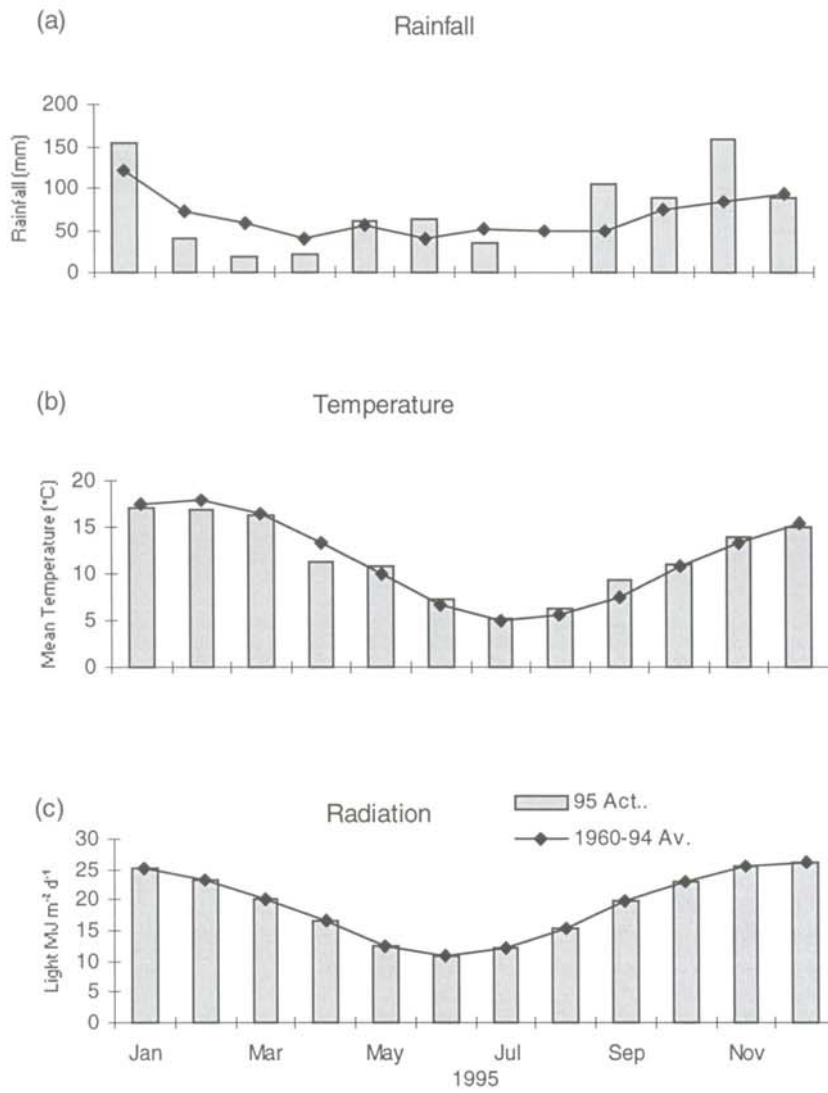 (a)
Rainfall
200
150
100
50
0
Rainfall (mm)
(b)
Temperature
20
15
10
5
0
Mean Temperature (°C)
(c)
Radiation
95 Act..
1960-94 Av.
30
25
20
15
10
5
0
Light MJ m⁻² d⁻¹
Jan Mar May Jul Sep Nov
1995